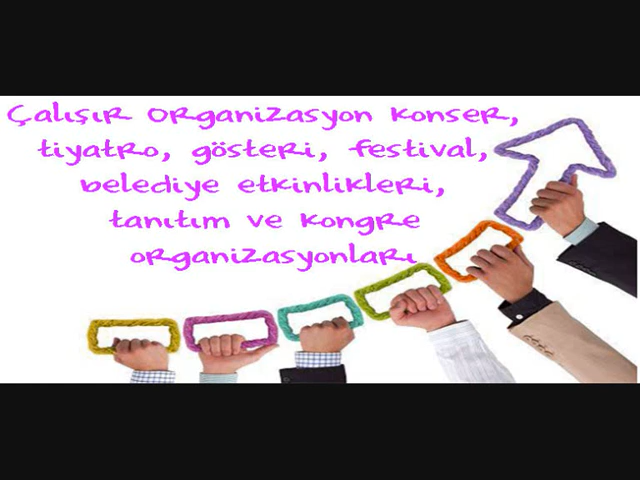 Çalışır Organizasyon konser,
tiyatro, gösteri, festival,
belediye etkinlikleri,
tanıtım ve kongre
organizasyonları